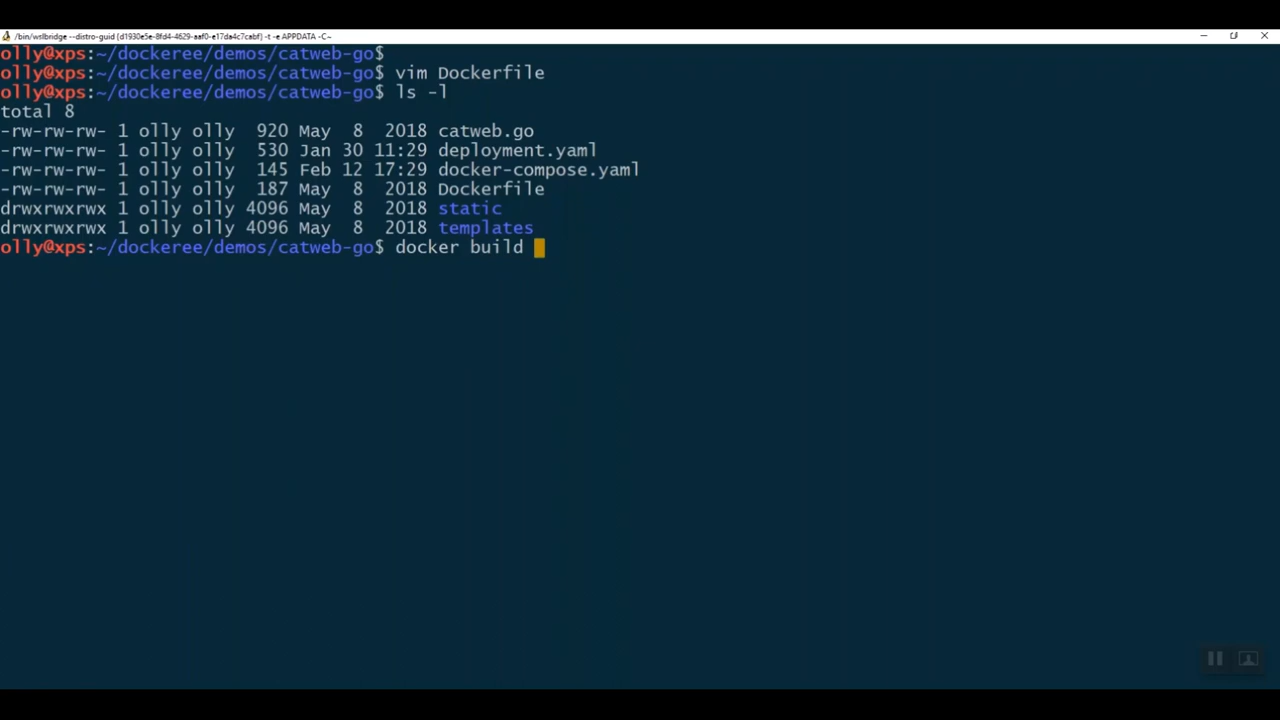 /bin/wslbridge --distro-guid {d1930e5e-8fd4-4629-aaf0-e17da4c7cabf} -t -e APPDATA -C~
olly@xps:~/dockeree/demos/catweb-go$
olly@xps:~/dockeree/demos/catweb-go$ vim Dockerfile
olly@xps:~/dockeree/demos/catweb-go$ ls -l
total 8
-rw-rw-rw- 1 olly olly  920 May  8  2018 catweb.go
-rw-rw-rw- 1 olly olly  530 Jan 30 11:29 deployment.yaml
-rw-rw-rw- 1 olly olly  145 Feb 12 17:29 docker-compose.yaml
-rw-rw-rw- 1 olly olly  187 May  8  2018 Dockerfile
drwxrwxrwx 1 olly olly 4096 May  8  2018 static
drwxrwxrwx 1 olly olly 4096 May  8  2018 templates
olly@xps:~/dockeree/demos/catweb-go$ docker build